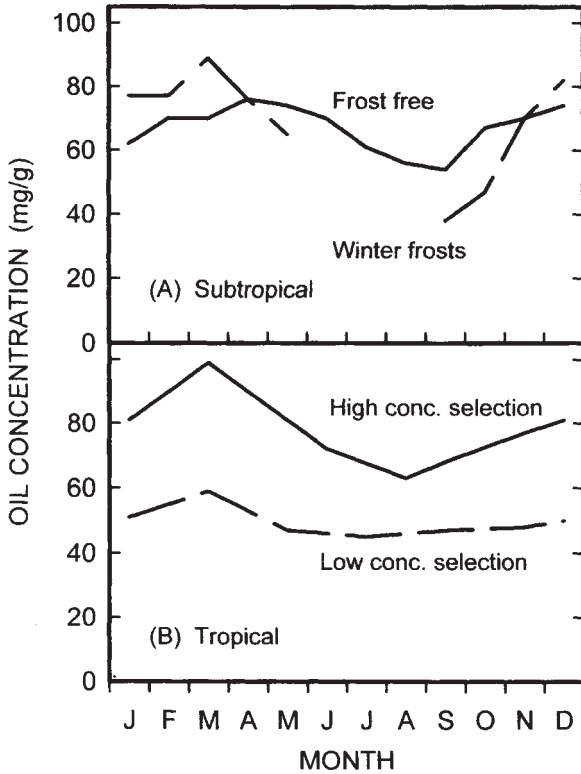 OIL CONCENTRATION (mg/g)
100
80
60
40
20
0
Frost free
Winter frosts
(A) Subtropical
80
60
40
20
0
High conc. selection
Low conc. selection
(B) Tropical
J F M A M J J A S O N D
MONTH